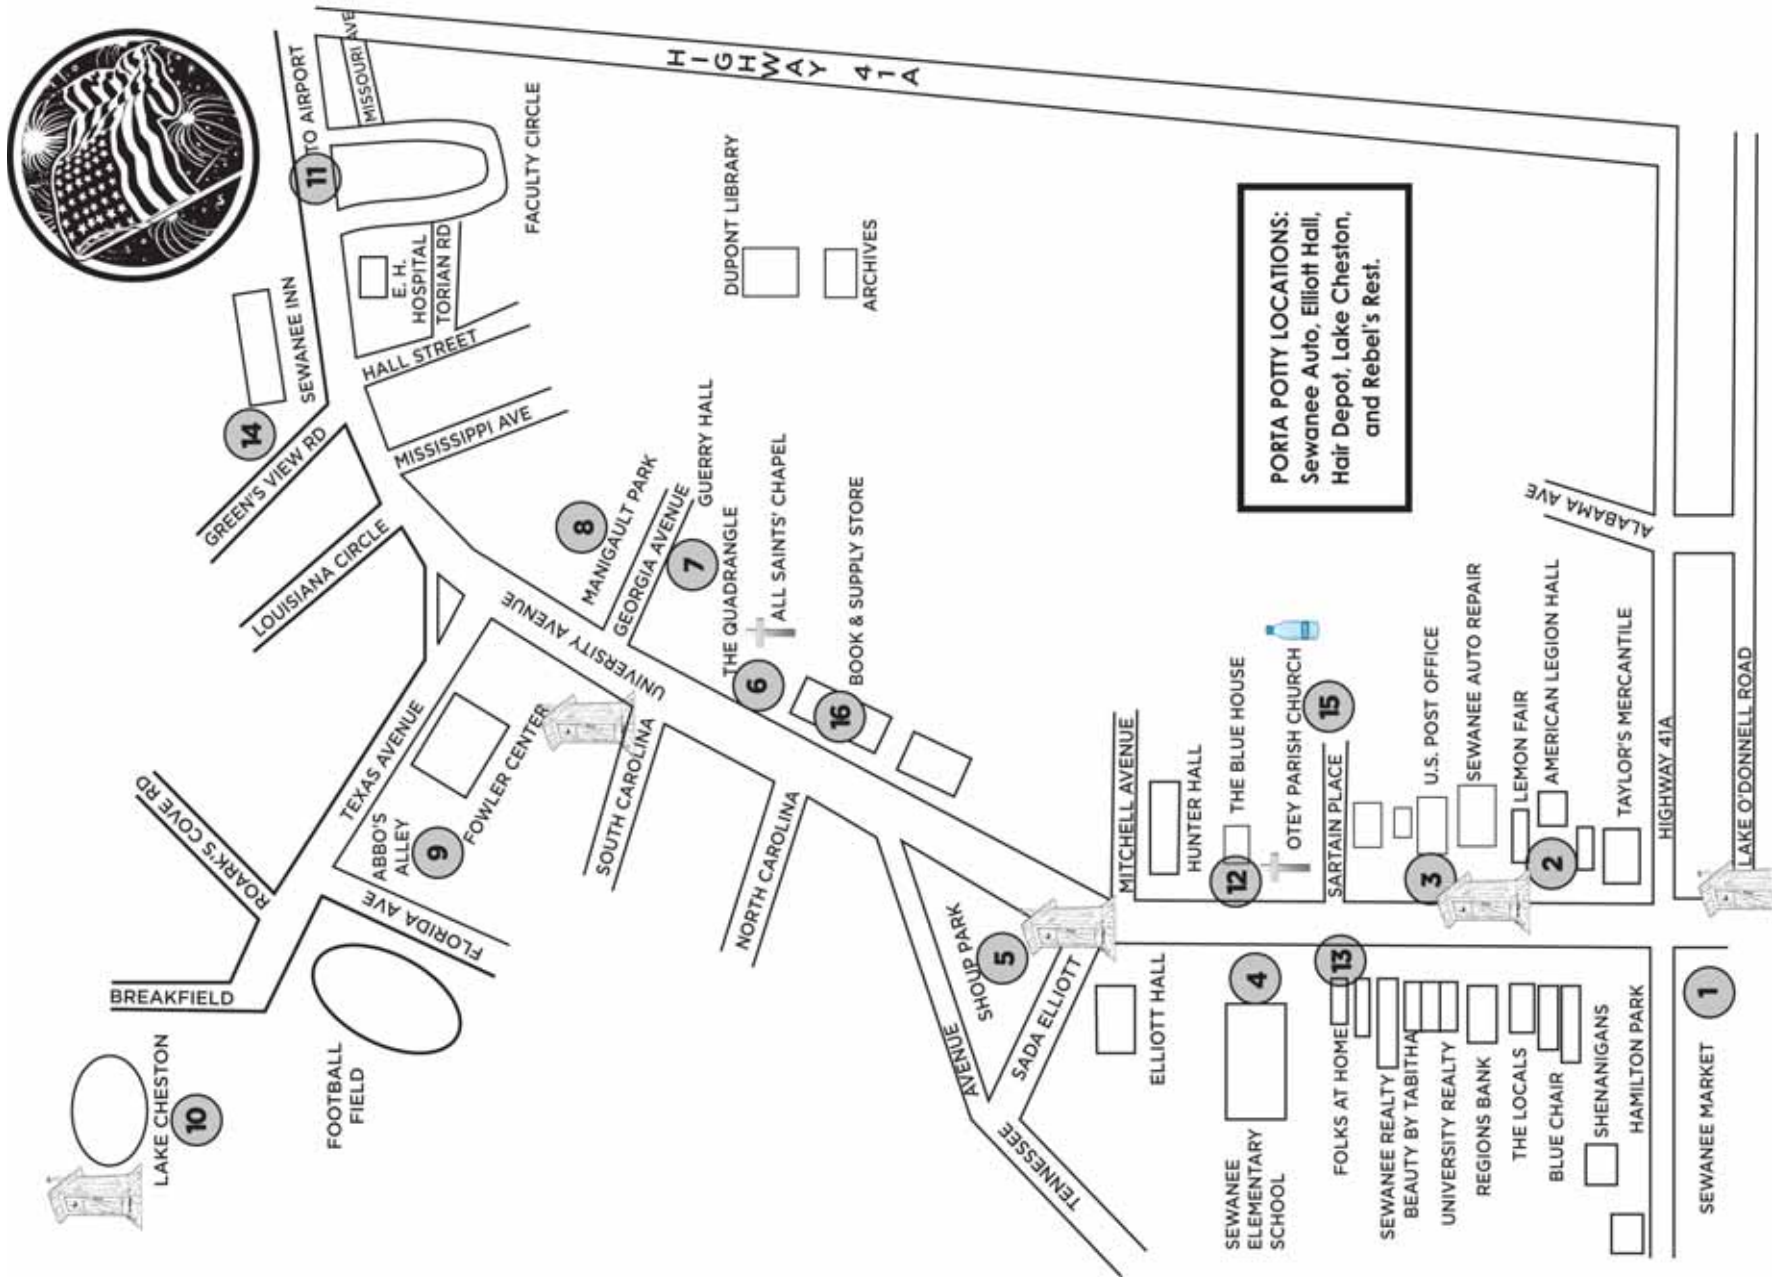 TO AIRPORT
11
MISSOURI AVE
HIGHWAY 41A
FACULTY CIRCLE
E. H.
HOSPITAL
TORIAN RD
HALL STREET
SEWANEE INN
14
GREEN'S VIEW RD
MISSISSIPPI AVE
LOUISIANA CIRCLE
DUPONT LIBRARY
ARCHIVES
8
MANIGAULT PARK
GEORGIA AVENUE
7
GUERRY HALL
THE QUADRANGLE
6
ALL SAINTS' CHAPEL
UNIVERSITY AVENUE
16
BOOK & SUPPLY STORE
TEXAS AVENUE
ROARK'S COVE RD
ABBO'S
ALLEY
9
FOWLER CENTER
SOUTH CAROLINA
NORTH CAROLINA
FLORIDA AVE
BREAKFIELD
LAKE CHESTON
10
FOOTBALL
FIELD
PORTA POTTY LOCATIONS:
Sewanee Auto, Elliott Hall,
Hair Depot, Lake Cheston,
and Rebel's Rest.
ALABAMA AVE
MITCHELL AVENUE
HUNTER HALL
THE BLUE HOUSE
12
OTEY PARISH CHURCH
15
SARTAIN PLACE
U.S. POST OFFICE
3
SEWANEE AUTO REPAIR
LEMON FAIR
2
AMERICAN LEGION HALL
TAYLOR'S MERCANTILE
HIGHWAY 41A
LAKE O'DONNELL ROAD
SHOUP PARK
5
SADA ELLIOTT
TENNESSEE AVENUE
ELLIOTT HALL
4
SEWANEE
ELEMENTARY
SCHOOL
13
FOLKS AT HOME
SEWANEE REALTY
BEAUTY BY TABITHA
UNIVERSITY REALTY
REGIONS BANK
THE LOCALS
BLUE CHAIR
SHENANIGANS
HAMILTON PARK
1
SEWANEE MARKET